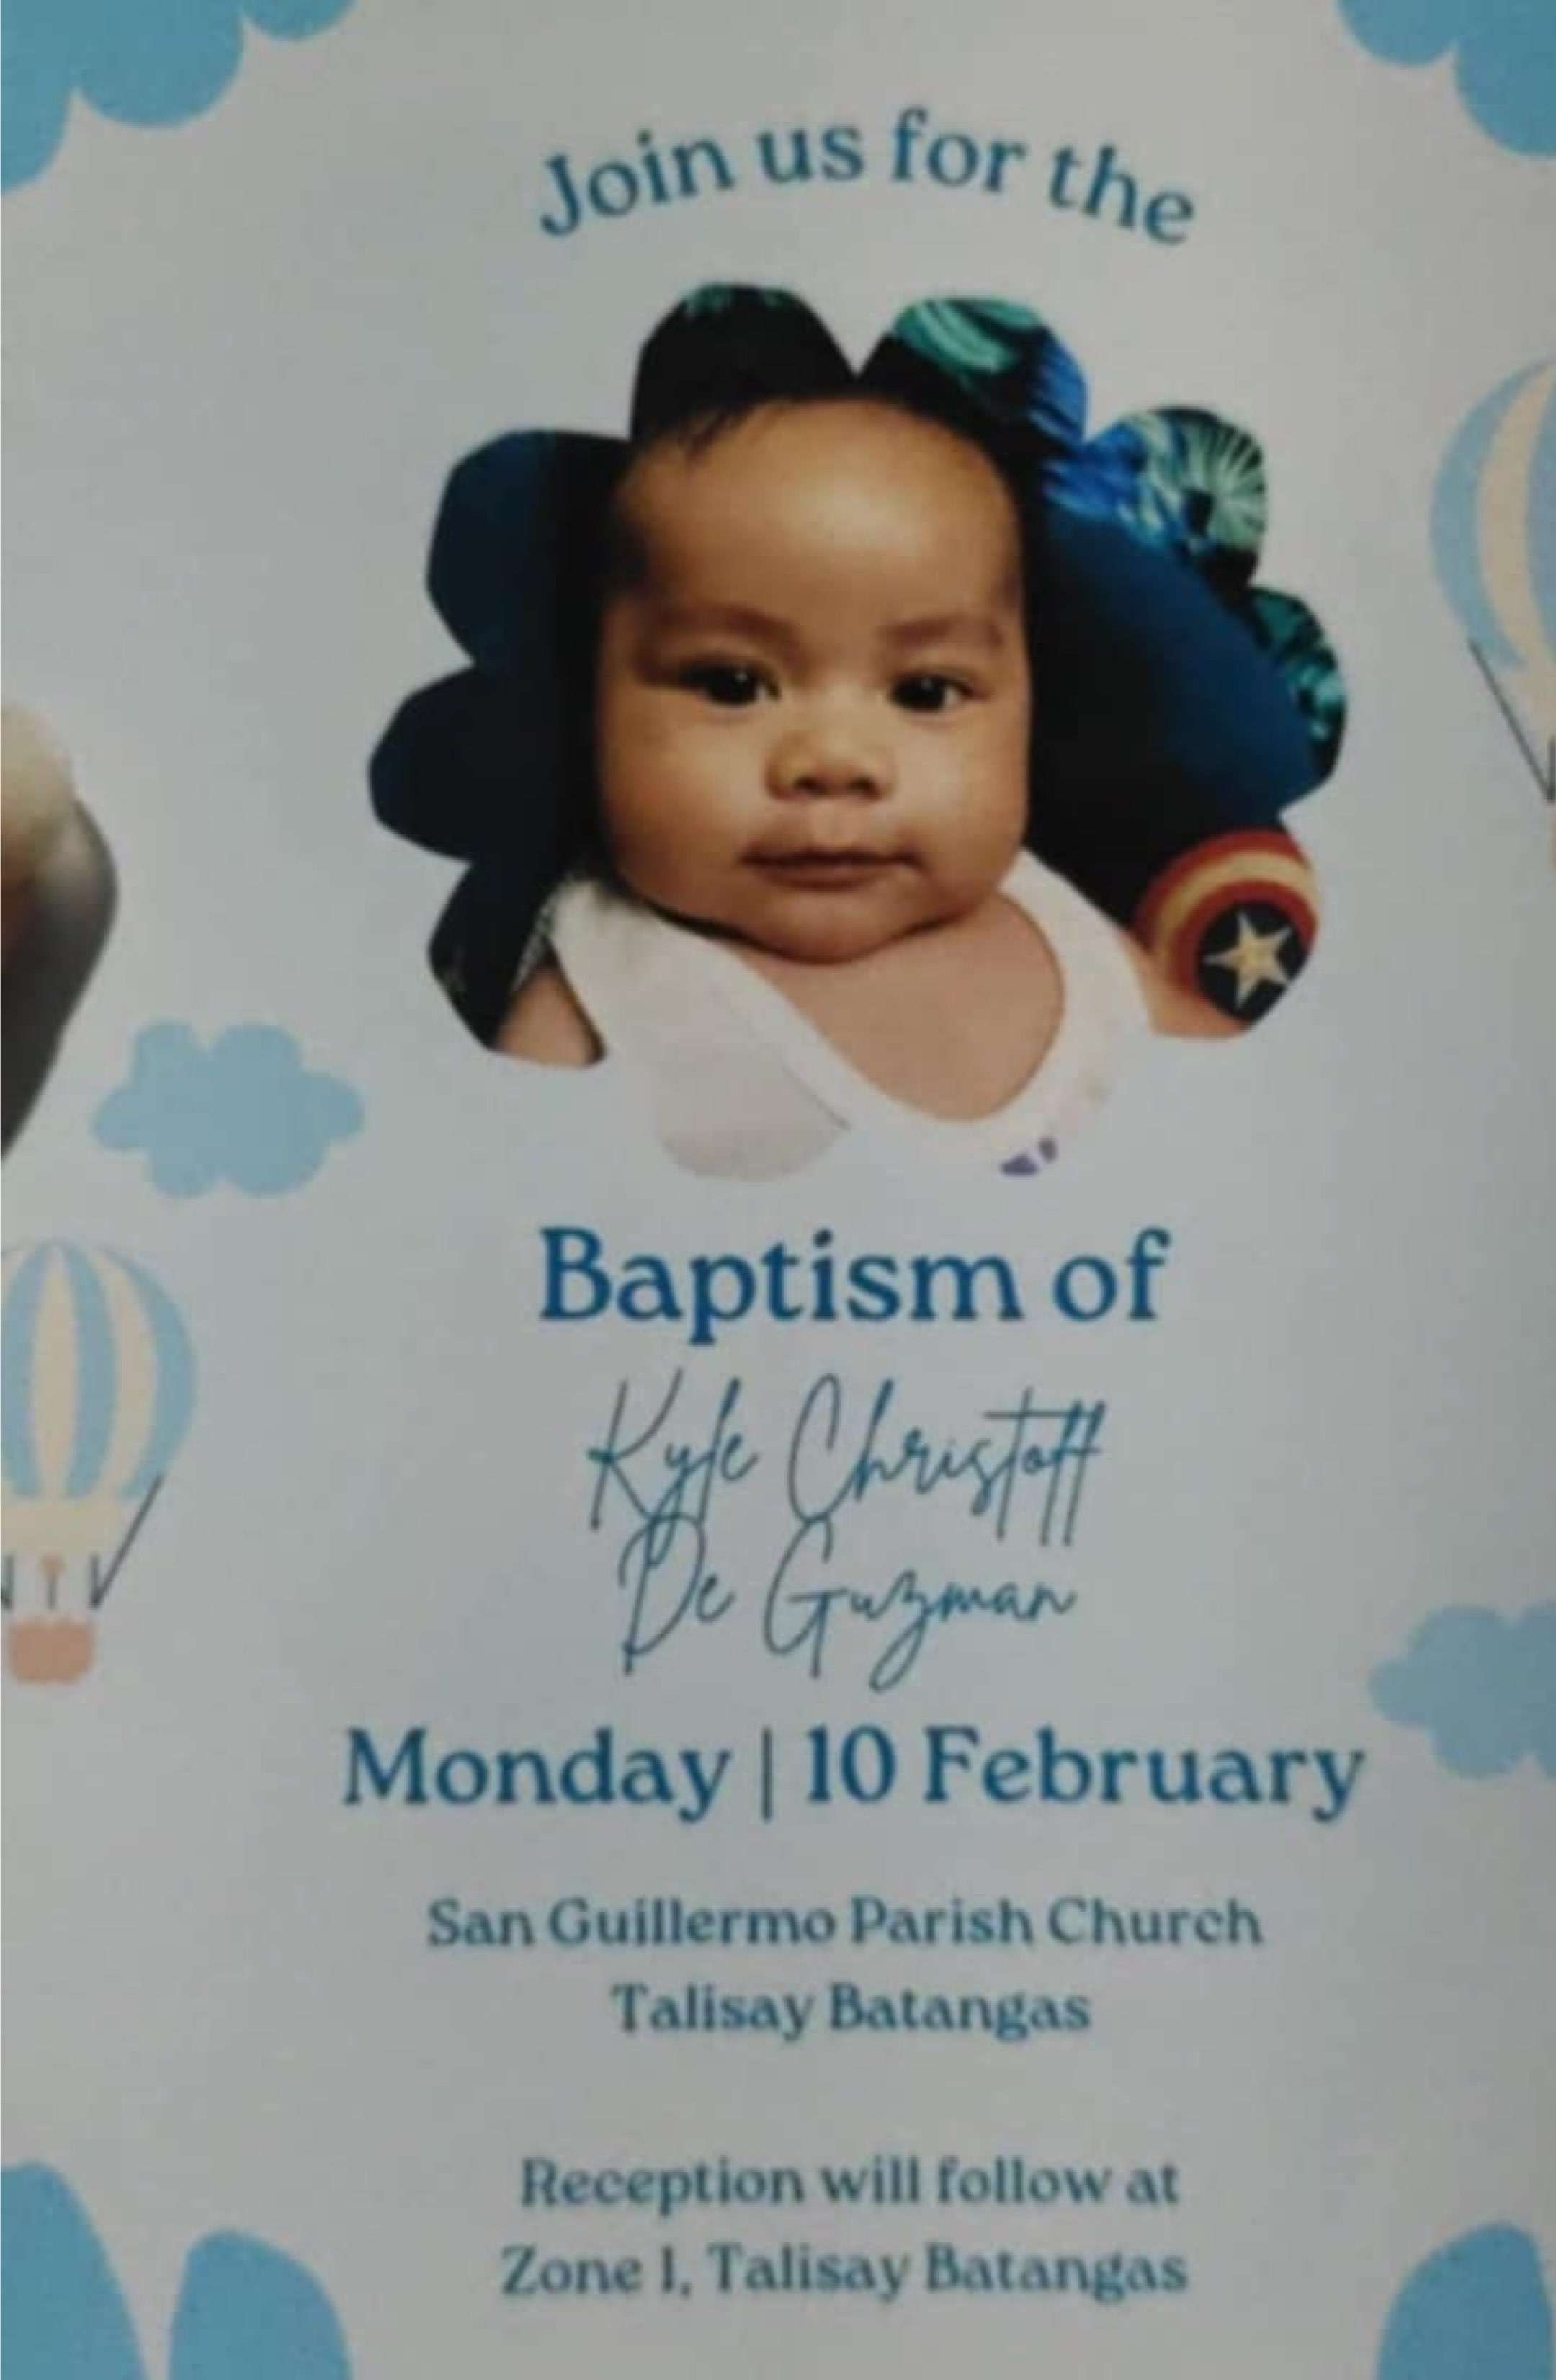 Join us for the
Baptism of
Kyle Christoff
De Guzman
Monday | 10 February
San Guillermo Parish Church
Talisay Batangas
Reception will follow at
Zone 1, Talisay Batangas